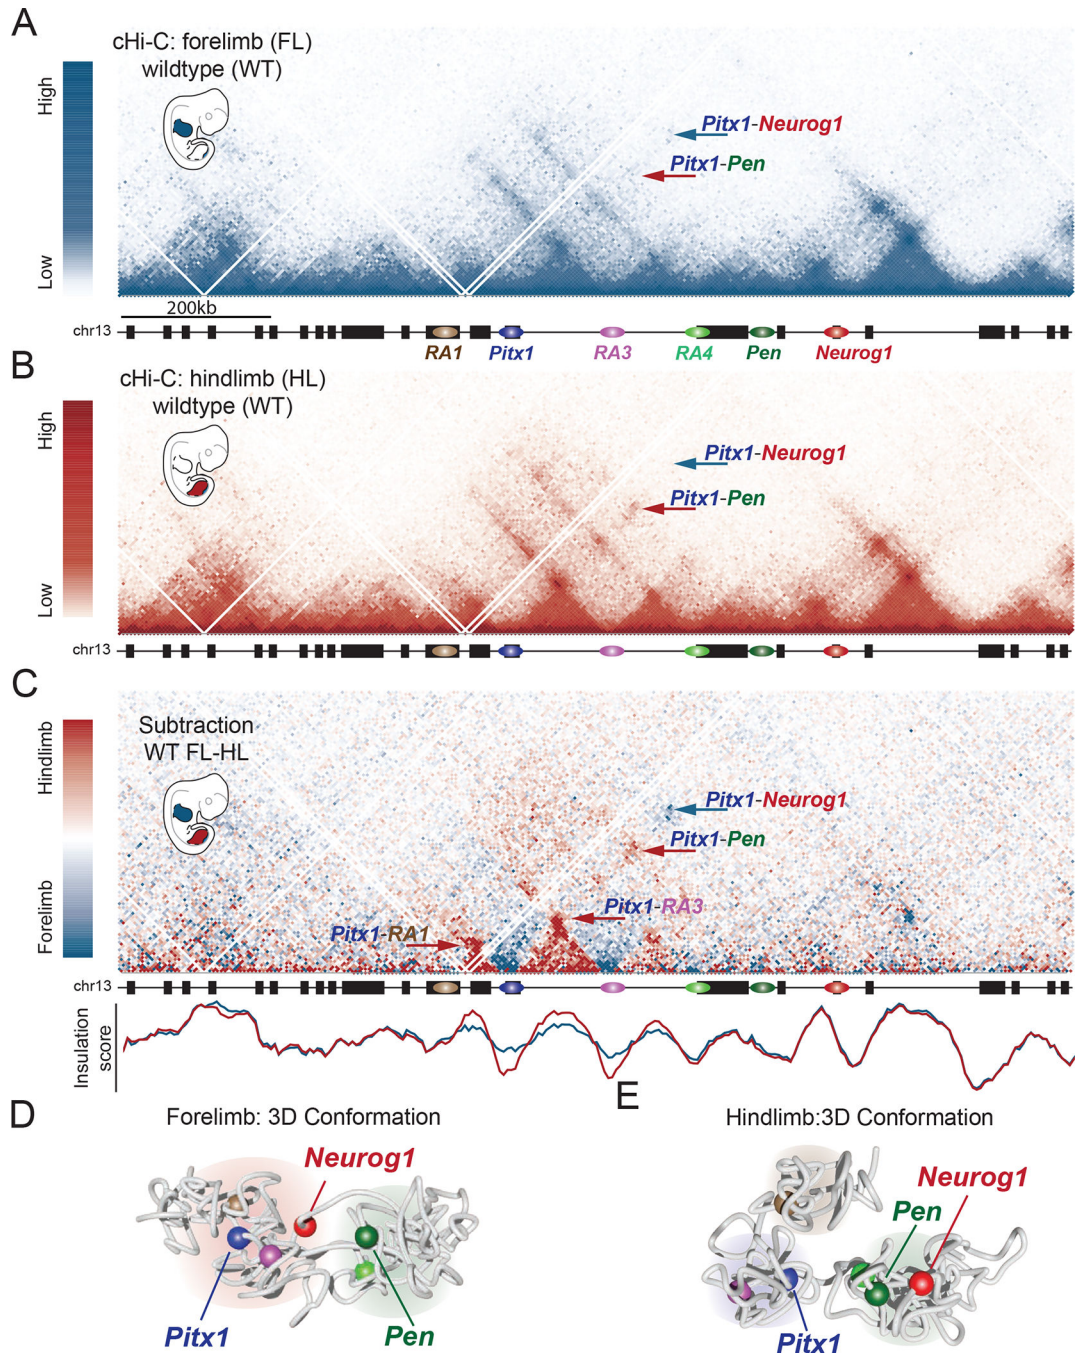 A
cHi-C: forelimb (FL)
wildtype (WT)
High
Low
Pitx1-Neurog1
Pitx1-Pen
200kb
chr13
RA1 Pitx1 RA3 RA4 Pen Neurog1
B
cHi-C: hindlimb (HL)
wildtype (WT)
High
Low
Pitx1-Neurog1
Pitx1-Pen
chr13
C
Subtraction
WT FL-HL
Hindlimb
Forelimb
Pitx1-Neurog1
Pitx1-Pen
Pitx1-RA3
Pitx1-RA1
chr13
Insulation
score
D
Forelimb: 3D Conformation
Neurog1
Pitx1
Pen
E
Hindlimb:3D Conformation
Neurog1
Pen
Pitx1